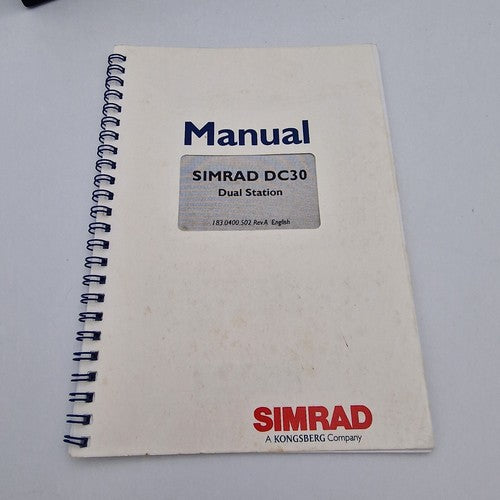 Manual
SIMRAD DC30
Dual Station
183.0400.502 Rev.A English
SIMRAD
A KONGSBERG Company